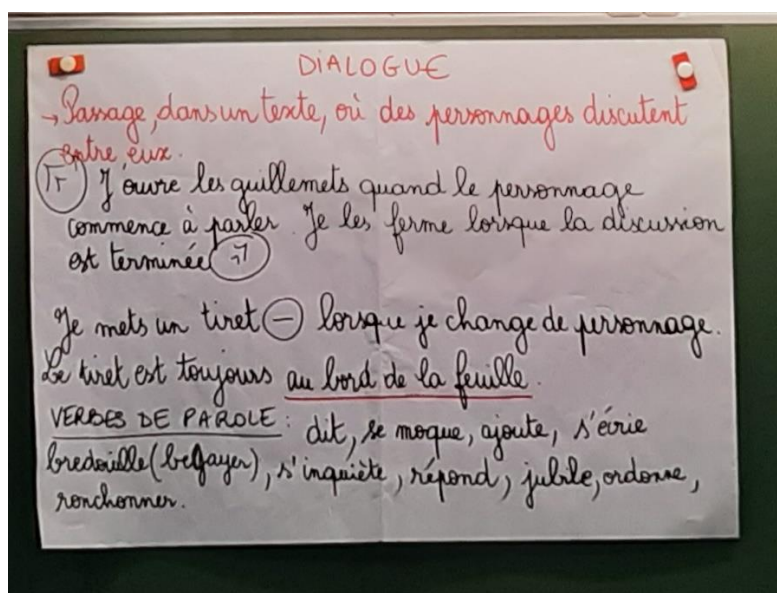 DIALOGUE
→ Passage, dans un texte, où des personnages discutent
entre eux.
J'ouvre les guillemets quand le personnage
commence à parler. Je les ferme lorsque la discussion
est terminée
Je mets un tiret – lorsque je change de personnage.
Le tiret est toujours au bord de la feuille.
VERBES DE PAROLE : dit, se moque, ajoute, s'écrie
bredouille (begayer), s'inquiète, répond, jubile, ordonne,
ronchonner.